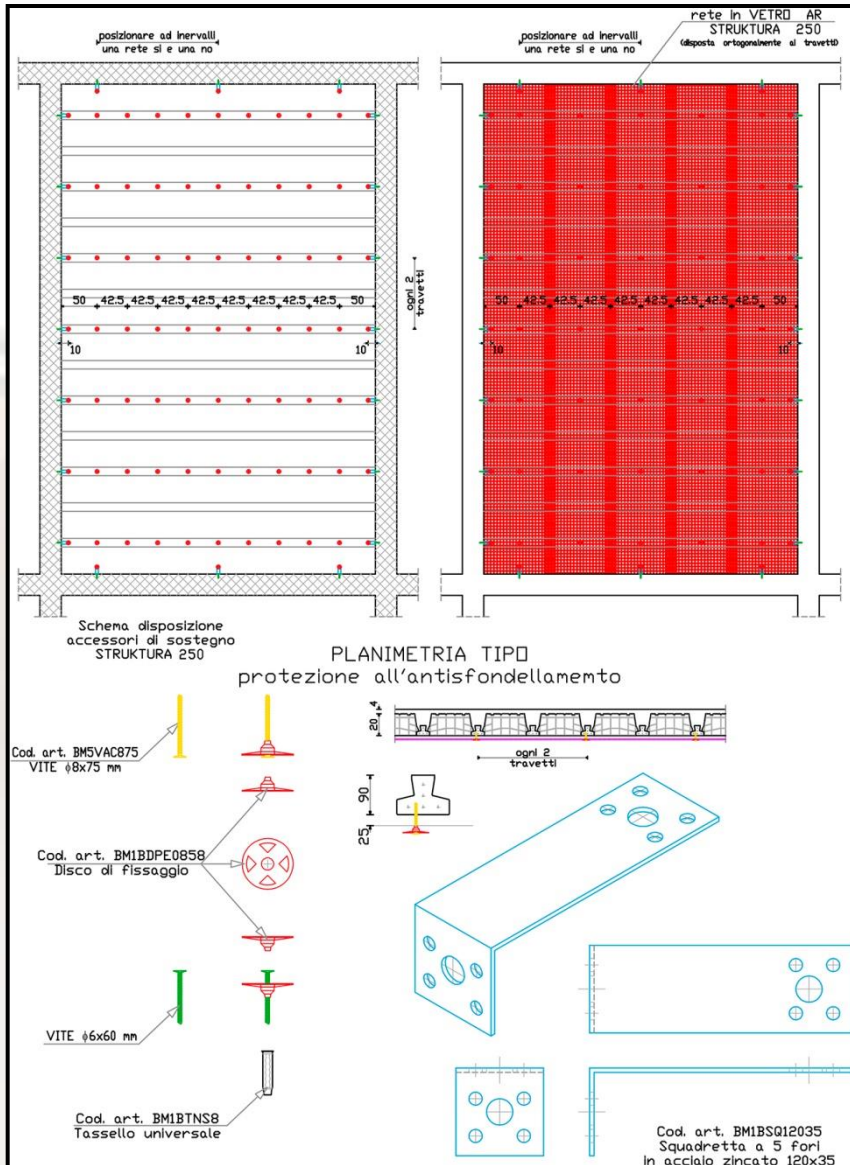 posizionare ad inervalli
una rete si e una no
posizionare ad inervalli
una rete si e una no
rete in VETRO AR
STRUKTURA 250
(disposta ortogonalmente ai travetti)
50 42.5 42.5 42.5 42.5 42.5 42.5 42.5 42.5 50
10 10
ogni 2
travetti
50 42.5 42.5 42.5 42.5 42.5 42.5 42.5 42.5 50
10 10
Schema disposizione
accessori di sostegno
STRUKTURA 250
PLANIMETRIA TIPO
protezione all'antisfondellamemto
Cod. art. BM5VAC875
VITE ϕ8x75 mm
20 4
ogni 2
travetti
90
25
Cod. art. BM1BDPE0858
Disco di fissaggio
VITE ϕ6x60 mm
Cod. art. BM1BTNS8
Tassello universale
Cod. art. BM1BSQ12035
Squadretta a 5 fori
in acciaio zincato 120x35